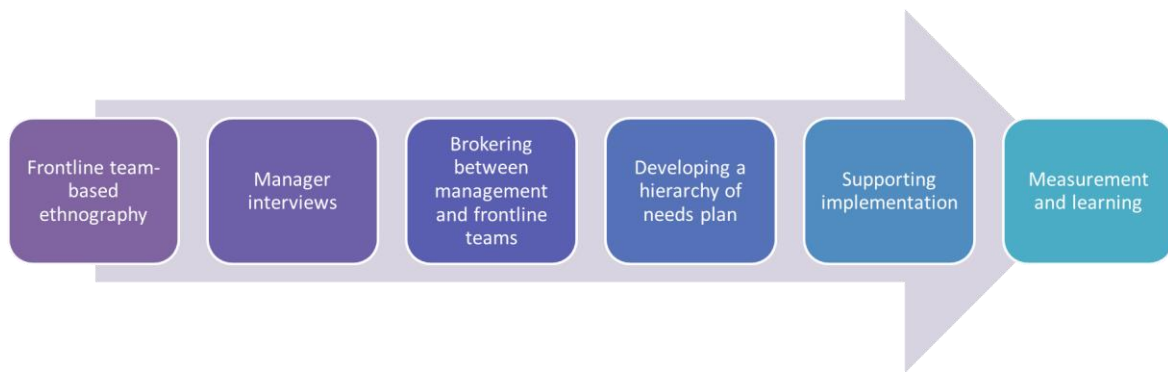 Frontline team-
based
ethnography
Manager
interviews
Brokering
between
management
and frontline
teams
Developing a
hierarchy of
needs plan
Supporting
implementation
Measurement
and learning